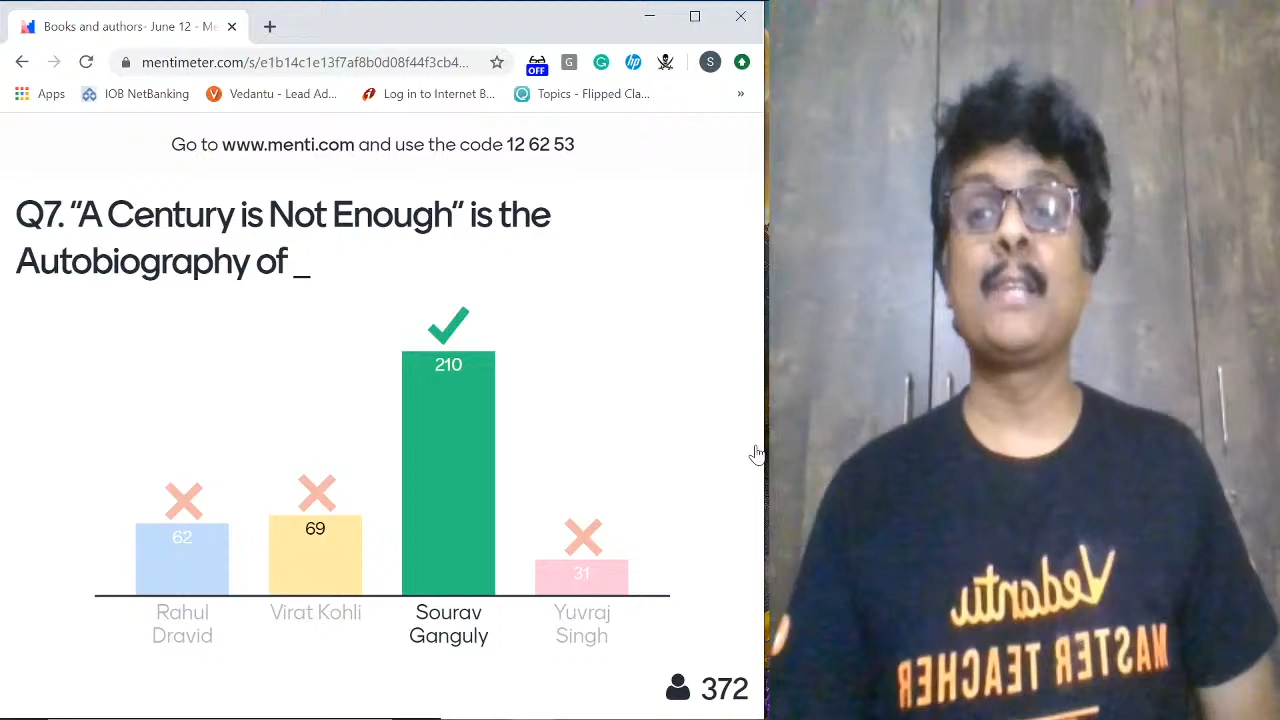 Books and authors- June 12 - Me
mentimeter.com/s/e1b14c1e13f7af8b0d08f44f3cb4...
OFF
G
G
hp
S
Apps
IOB NetBanking
V
Vedantu - Lead Ad...
Log in to Internet B...
Topics - Flipped Cla...
»
Go to www.menti.com and use the code 12 62 53
Q7. “A Century is Not Enough“ is the
Autobiography of _
210
62
69
31
Rahul
Dravid
Virat Kohli
Sourav
Ganguly
Yuvraj
Singh
372
Vedantu
MASTER TEACHER